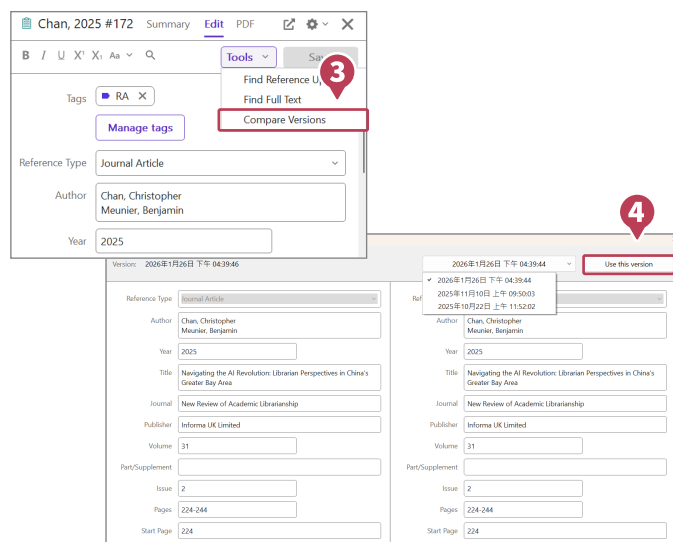 Chan, 2025 #172 Summary Edit PDF
B I U X¹ X₁ Aa
Tools
3
Find Reference
Find Full Text
Compare Versions
Tags RA
Manage tags
Reference Type Journal Article
Author Chan, Christopher
Meunier, Benjamin
Year 2025
4
Version: 2026年1月26日 下午 04:39:46
2026年1月26日 下午 04:39:44 Use this version
2026年1月26日 下午 04:39:44
2025年11月10日 上午 09:50:03
2025年10月22日 上午 11:52:02
Reference Type Journal Article
Author Chan, Christopher
Meunier, Benjamin
Year 2025
Title Navigating the AI Revolution: Librarian Perspectives in China's
Greater Bay Area
Journal New Review of Academic Librarianship
Publisher Informa UK Limited
Volume 31
Part/Supplement
Issue 2
Pages 224-244
Start Page 224
Author Chan, Christopher
Meunier, Benjamin
Year 2025
Title Navigating the AI Revolution: Librarian Perspectives in China's
Greater Bay Area
Journal New Review of Academic Librarianship
Publisher Informa UK Limited
Volume 31
Part/Supplement
Issue 2
Pages 224-244
Start Page 224